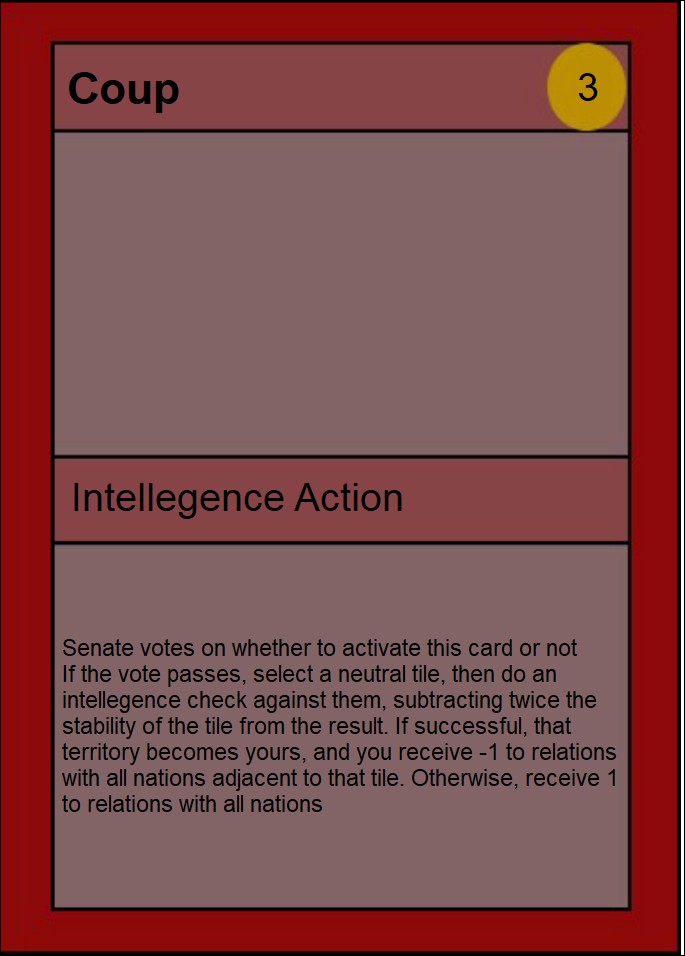 Coup
3
Intellegence Action
Senate votes on whether to activate this card or not
If the vote passes, select a neutral tile, then do an
intellegence check against them, subtracting twice the
stability of the tile from the result. If successful, that
territory becomes yours, and you receive -1 to relations
with all nations adjacent to that tile. Otherwise, receive 1
to relations with all nations